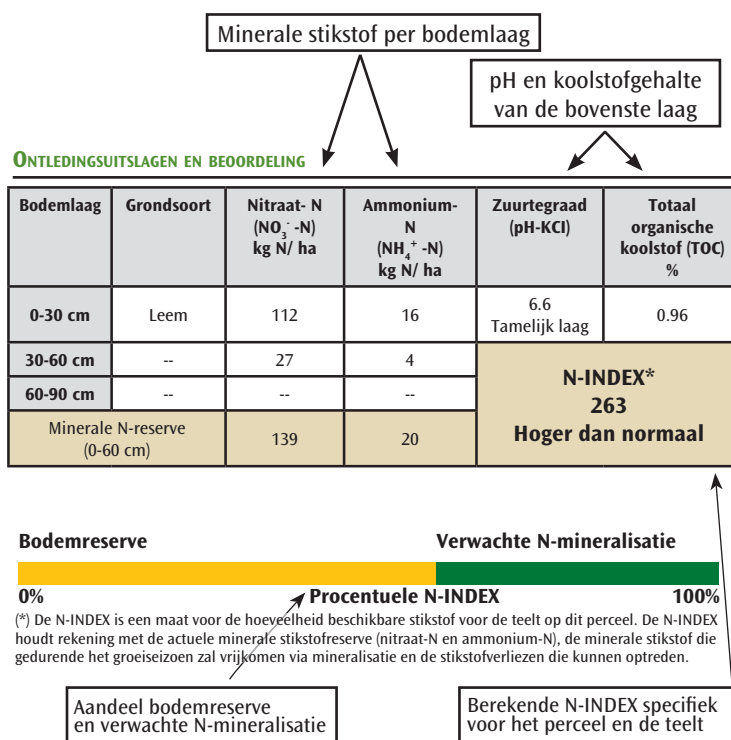 Minerale stikstof per bodemlaag
pH en koolstofgehalte
van de bovenste laag
ONTLEDINGSUITSLAGEN EN BEOORDELING
Bodemlaag Grondsoort Nitraat- N Ammonium- Zuurtegraad Totaal
(NO₃⁻ -N) N (pH-KCl) organische
kg N/ ha (NH₄⁺ -N) koolstof (TOC)
kg N/ ha %
0-30 cm Leem 112 16 6.6 0.96
Tamelijk laag
30-60 cm -- 27 4
60-90 cm -- -- --
N-INDEX*
263
Hoger dan normaal
Minerale N-reserve 139 20
(0-60 cm)
Bodemreserve Verwachte N-mineralisatie
0% Procentuele N-INDEX 100%
(*) De N-INDEX is een maat voor de hoeveelheid beschikbare stikstof voor de teelt op dit perceel. De N-INDEX
houdt rekening met de actuele minerale stikstofreserve (nitraat-N en ammonium-N), de minerale stikstof die
gedurende het groeiseizoen zal vrijkomen via mineralisatie en de stikstofverliezen die kunnen optreden.
Aandeel bodemreserve
en verwachte N-mineralisatie
Berekende N-INDEX specifiek
voor het perceel en de teelt